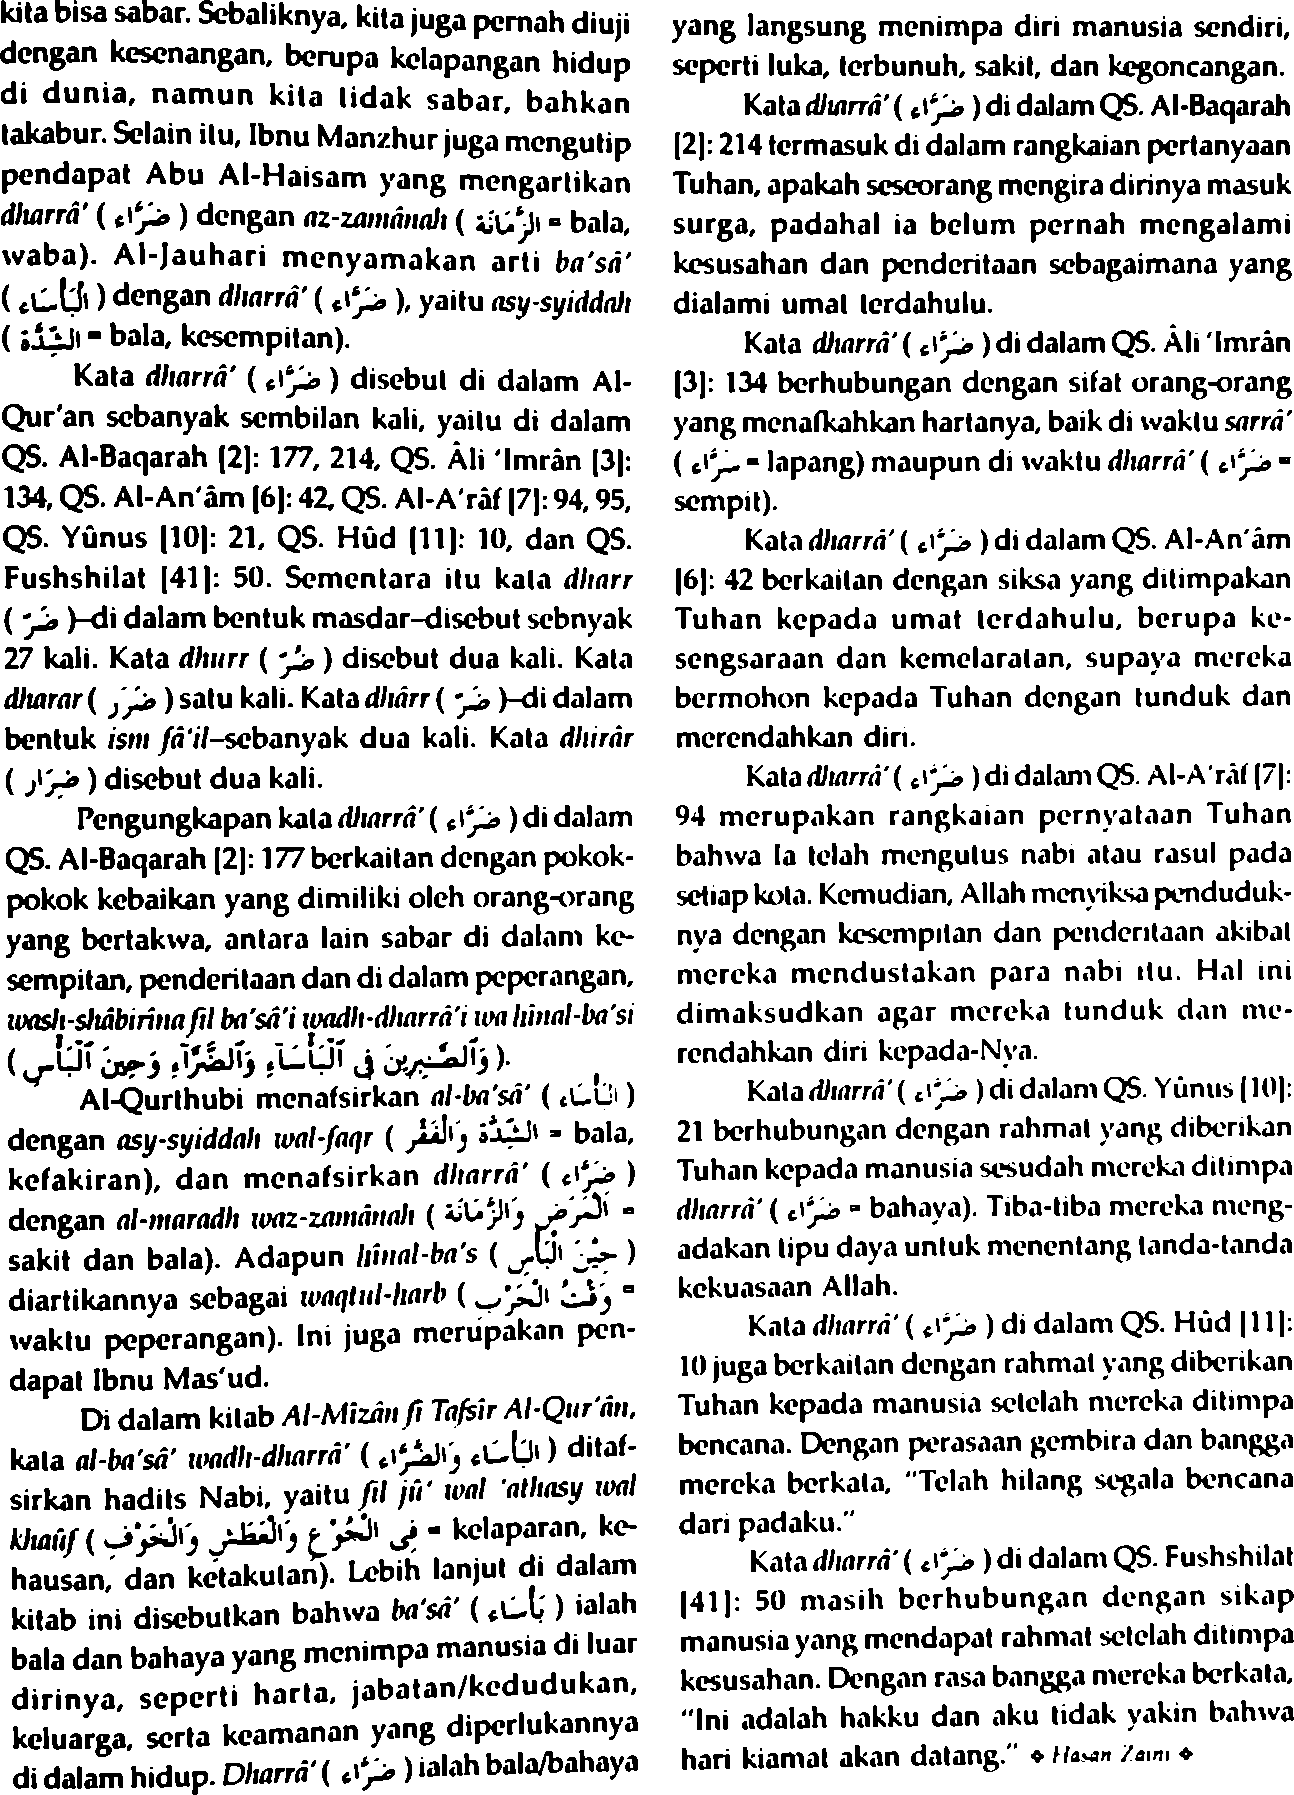 kita bisa sabar. Sebaliknya, kita juga pernah diuji
dengan kesenangan, berupa kelapangan hidup
di dunia, namun kita tidak sabar, bahkan
takabur. Selain itu, Ibnu Manzhur juga mengutip
pendapat Abu Al-Haisam yang mengartikan
dharrâ' ( ضَرَّاء ) dengan az-zamânah ( الزَّمَانَة = bala,
waba). Al-Jauhari menyamakan arti ba'sâ'
( البَأْسَاء ) dengan dharrâ' ( ضَرَّاء ), yaitu asy-syiddah
( الشِّدَّة = bala, kesempitan).
Kata dharrâ' ( ضَرَّاء ) disebut di dalam Al-
Qur'an sebanyak sembilan kali, yaitu di dalam
QS. Al-Baqarah [2]: 177, 214, QS. Âli 'Imrân [3]:
134, QS. Al-An'âm [6]: 42, QS. Al-A'râf [7]: 94, 95,
QS. Yûnus [10]: 21, QS. Hûd [11]: 10, dan QS.
Fushshilat [41]: 50. Sementara itu kata dharr
( ضَرّ )–di dalam bentuk masdar–disebut sebnyak
27 kali. Kata dhurr ( ضُرّ ) disebut dua kali. Kata
dharar ( ضَرَر ) satu kali. Kata dhârr ( ضَرّ )–di dalam
bentuk ism fâ'il–sebanyak dua kali. Kata dhirâr
( ضِرَار ) disebut dua kali.
Pengungkapan kata dharrâ' ( ضَرَّاء ) di dalam
QS. Al-Baqarah [2]: 177 berkaitan dengan pokok-
pokok kebaikan yang dimiliki oleh orang-orang
yang bertakwa, antara lain sabar di dalam ke-
sempitan, penderitaan dan di dalam peperangan,
wash-shâbirîna fil ba'sâ'i wadh-dharrâ'i wa hînal-ba'si
( وَٱلصَّـٰبِرِينَ فِى ٱلْبَأْسَآءِ وَٱلضَّرَّآءِ وَحِينَ ٱلْبَأْسِ ).
Al-Qurthubi menafsirkan al-ba'sâ' ( البَأْسَاء )
dengan asy-syiddah wal-faqr ( الشِّدَّة وَالْفَقْر = bala,
kefakiran), dan menafsirkan dharrâ' ( ضَرَّاء )
dengan al-maradh waz-zamânah ( الْمَرَضِ وَالزَّمَانَة =
sakit dan bala). Adapun hînal-ba's ( حِيْنَ الْبَأْسِ )
diartikannya sebagai waqtul-harb ( وَقْتُ الْحَرْبِ =
waktu peperangan). Ini juga merupakan pen-
dapat Ibnu Mas'ud.
Di dalam kitab Al-Mîzân fî Tafsîr Al-Qur'ân,
kata al-ba'sâ' wadh-dharrâ' ( البَأْسَاء وَالضَّرَّاء ) ditaf-
sirkan hadits Nabi, yaitu fil jû' wal 'athasy wal
khaûf ( فِى الْجُوْعِ وَالْعَطَشِ وَالْخَوْفِ = kelaparan, ke-
hausan, dan ketakutan). Lebih lanjut di dalam
kitab ini disebutkan bahwa ba'sâ' ( بَأْسَاء ) ialah
bala dan bahaya yang menimpa manusia di luar
dirinya, seperti harta, jabatan/kedudukan,
keluarga, serta keamanan yang diperlukannya
di dalam hidup. Dharrâ' ( ضَرَّاء ) ialah bala/bahaya
yang langsung menimpa diri manusia sendiri,
seperti luka, terbunuh, sakit, dan kegoncangan.
Kata dharrâ' ( ضَرَّاء ) di dalam QS. Al-Baqarah
[2]: 214 termasuk di dalam rangkaian pertanyaan
Tuhan, apakah seseorang mengira dirinya masuk
surga, padahal ia belum pernah mengalami
kesusahan dan penderitaan sebagaimana yang
dialami umat terdahulu.
Kata dharrâ' ( ضَرَّاء ) di dalam QS. Âli 'Imrân
[3]: 134 berhubungan dengan sifat orang-orang
yang menafkahkan hartanya, baik di waktu sarrâ'
( سَرَّاء = lapang) maupun di waktu dharrâ' ( ضَرَّاء =
sempit).
Kata dharrâ' ( ضَرَّاء ) di dalam QS. Al-An'âm
[6]: 42 berkaitan dengan siksa yang ditimpakan
Tuhan kepada umat terdahulu, berupa ke-
sengsaraan dan kemelaratan, supaya mereka
bermohon kepada Tuhan dengan tunduk dan
merendahkan diri.
Kata dharrâ' ( ضَرَّاء ) di dalam QS. Al-A'râf [7]:
94 merupakan rangkaian pernyataan Tuhan
bahwa Ia telah mengutus nabi atau rasul pada
setiap kota. Kemudian, Allah menyiksa penduduk-
nya dengan kesempitan dan penderitaan akibat
mereka mendustakan para nabi itu. Hal ini
dimaksudkan agar mereka tunduk dan me-
rendahkan diri kepada-Nya.
Kata dharrâ' ( ضَرَّاء ) di dalam QS. Yûnus [10]:
21 berhubungan dengan rahmat yang diberikan
Tuhan kepada manusia sesudah mereka ditimpa
dharrâ' ( ضَرَّاء = bahaya). Tiba-tiba mereka meng-
adakan tipu daya untuk menentang tanda-tanda
kekuasaan Allah.
Kata dharrâ' ( ضَرَّاء ) di dalam QS. Hûd [11]:
10 juga berkaitan dengan rahmat yang diberikan
Tuhan kepada manusia setelah mereka ditimpa
bencana. Dengan perasaan gembira dan bangga
mereka berkata, "Telah hilang segala bencana
dari padaku."
Kata dharrâ' ( ضَرَّاء ) di dalam QS. Fushshilat
[41]: 50 masih berhubungan dengan sikap
manusia yang mendapat rahmat setelah ditimpa
kesusahan. Dengan rasa bangga mereka berkata,
"Ini adalah hakku dan aku tidak yakin bahwa
hari kiamat akan datang." ❖ Hasan Zaini ❖